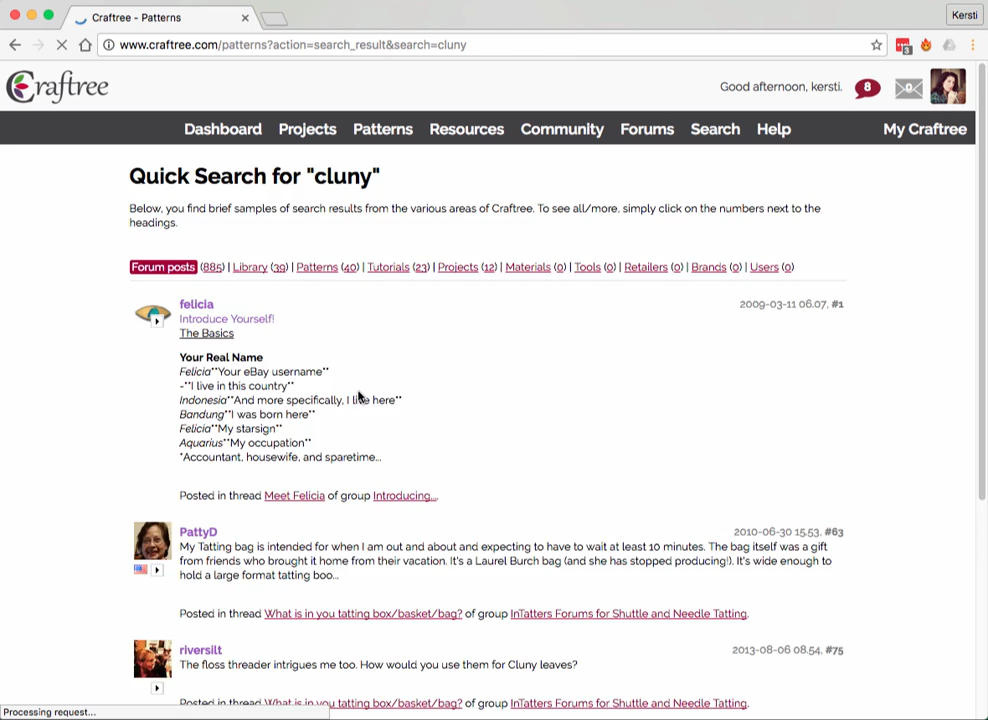 Craftree - Patterns
Kersti
www.craftree.com/patterns?action=search_result&search=cluny
3
Craftree
Good afternoon, kersti.
8
0
Dashboard Projects Patterns Resources Community Forums Search Help My Craftree
Quick Search for "cluny"
Below, you find brief samples of search results from the various areas of Craftree. To see all/more, simply click on the numbers next to the
headings.
Forum posts (885) | Library (39) | Patterns (40) | Tutorials (23) | Projects (12) | Materials (0) | Tools (0) | Retailers (0) | Brands (0) | Users (0)
felicia 2009-03-11 06.07, #1
Introduce Yourself!
The Basics
Your Real Name
Felicia**Your eBay username**
-**I live in this country**
Indonesia**And more specifically, I live here**
Bandung**I was born here**
Felicia**My starsign**
Aquarius**My occupation**
*Accountant, housewife, and sparetime...
Posted in thread Meet Felicia of group Introducing....
PattyD 2010-06-30 15.53, #63
My Tatting bag is intended for when I am out and about and expecting to have to wait at least 10 minutes. The bag itself was a gift
from friends who brought it home from their vacation. It's a Laurel Burch bag (and she has stopped producing!). It's wide enough to
hold a large format tatting boo...
Posted in thread What is in you tatting box/basket/bag? of group InTatters Forums for Shuttle and Needle Tatting.
riversilt 2013-08-06 08.54, #75
The floss threader intrigues me too. How would you use them for Cluny leaves?
Posted in thread What is in you tatting box/basket/bag? of group InTatters Forums for Shuttle and Needle Tatting.
Processing request...